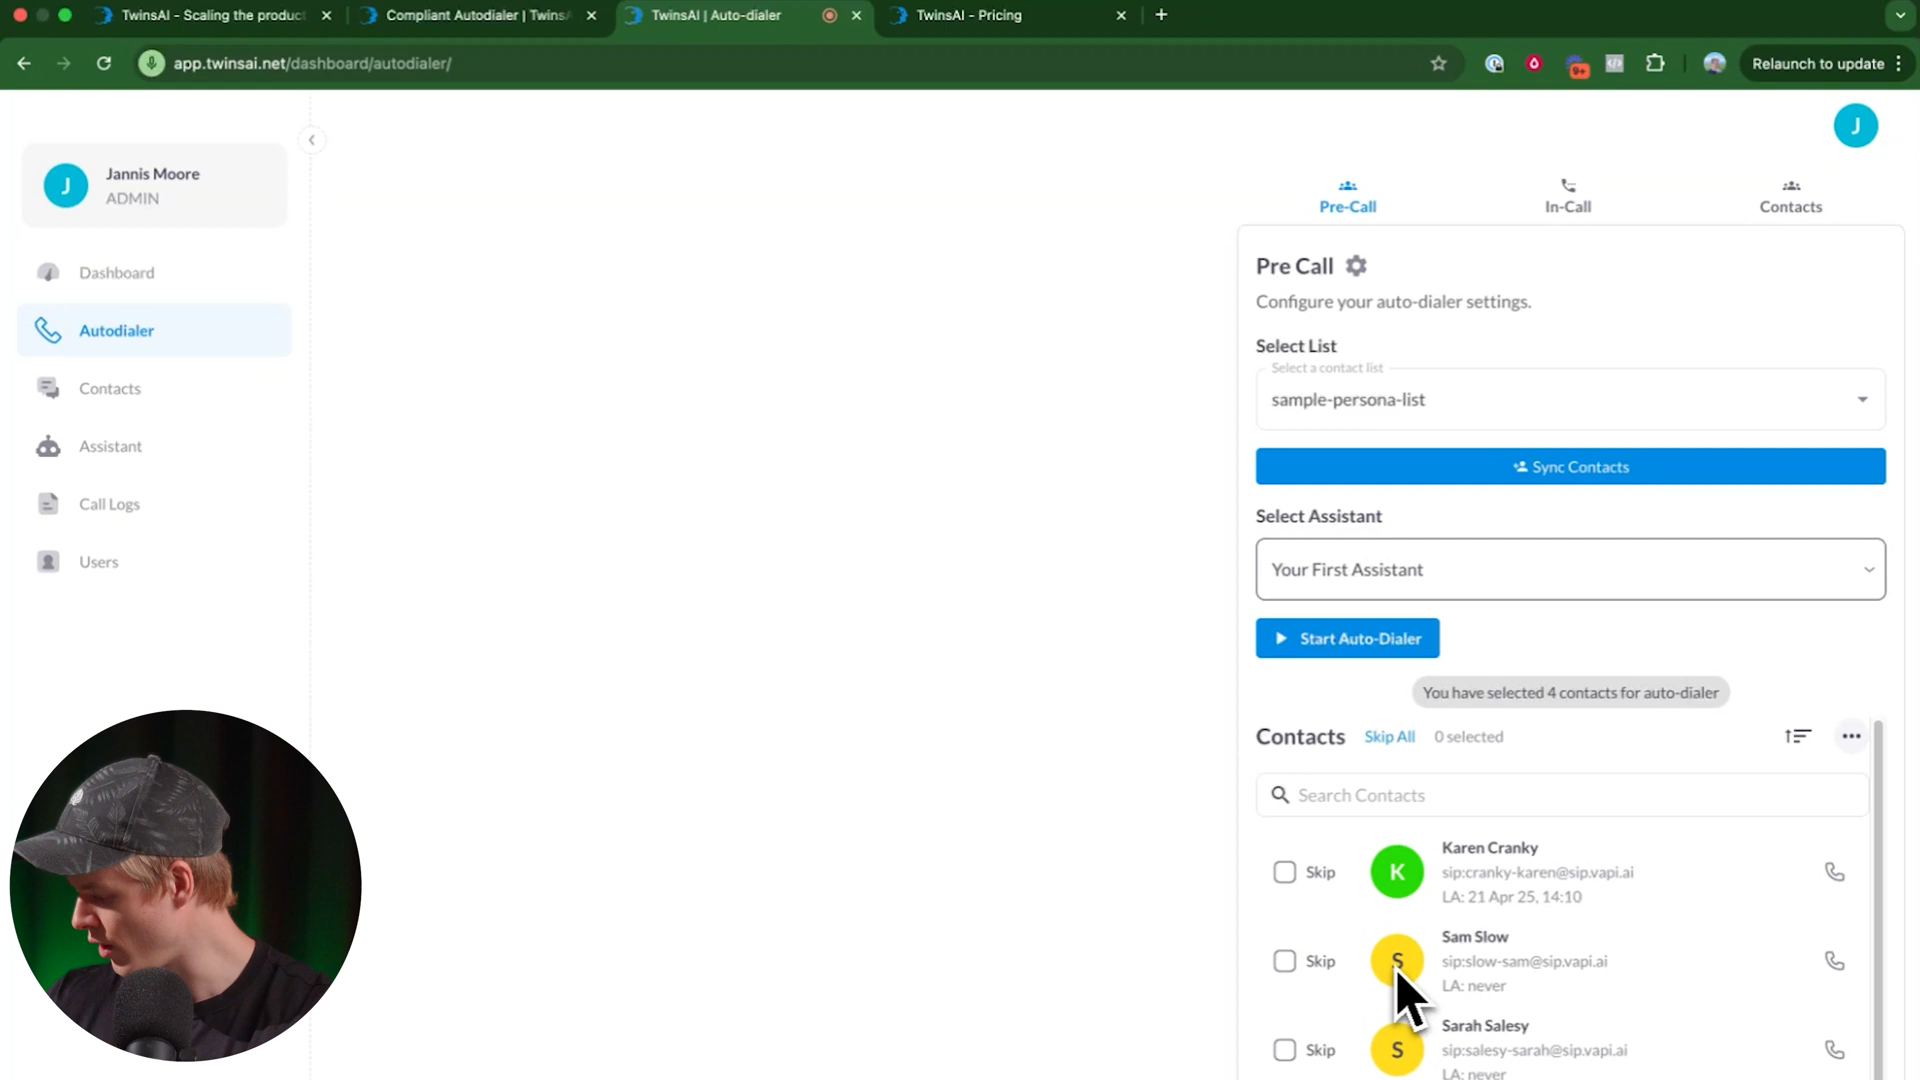 TwinsAI - Scaling the product
Compliant Autodialer | TwinsA
TwinsAI | Auto-dialer
TwinsAI - Pricing
app.twinsai.net/dashboard/autodialer/
9+
Relaunch to update
J
J
Jannis Moore
ADMIN
Dashboard
Autodialer
Contacts
Assistant
Call Logs
Users
Pre-Call
In-Call
Contacts
Pre Call
Configure your auto-dialer settings.
Select List
Select a contact list
sample-persona-list
Sync Contacts
Select Assistant
Your First Assistant
Start Auto-Dialer
You have selected 4 contacts for auto-dialer
Contacts Skip All 0 selected
Search Contacts
Skip
K
Karen Cranky
sip:cranky-karen@sip.vapi.ai
LA: 21 Apr 25, 14:10
Skip
S
Sam Slow
sip:slow-sam@sip.vapi.ai
LA: never
Skip
S
Sarah Salesy
sip:salesy-sarah@sip.vapi.ai
LA: never